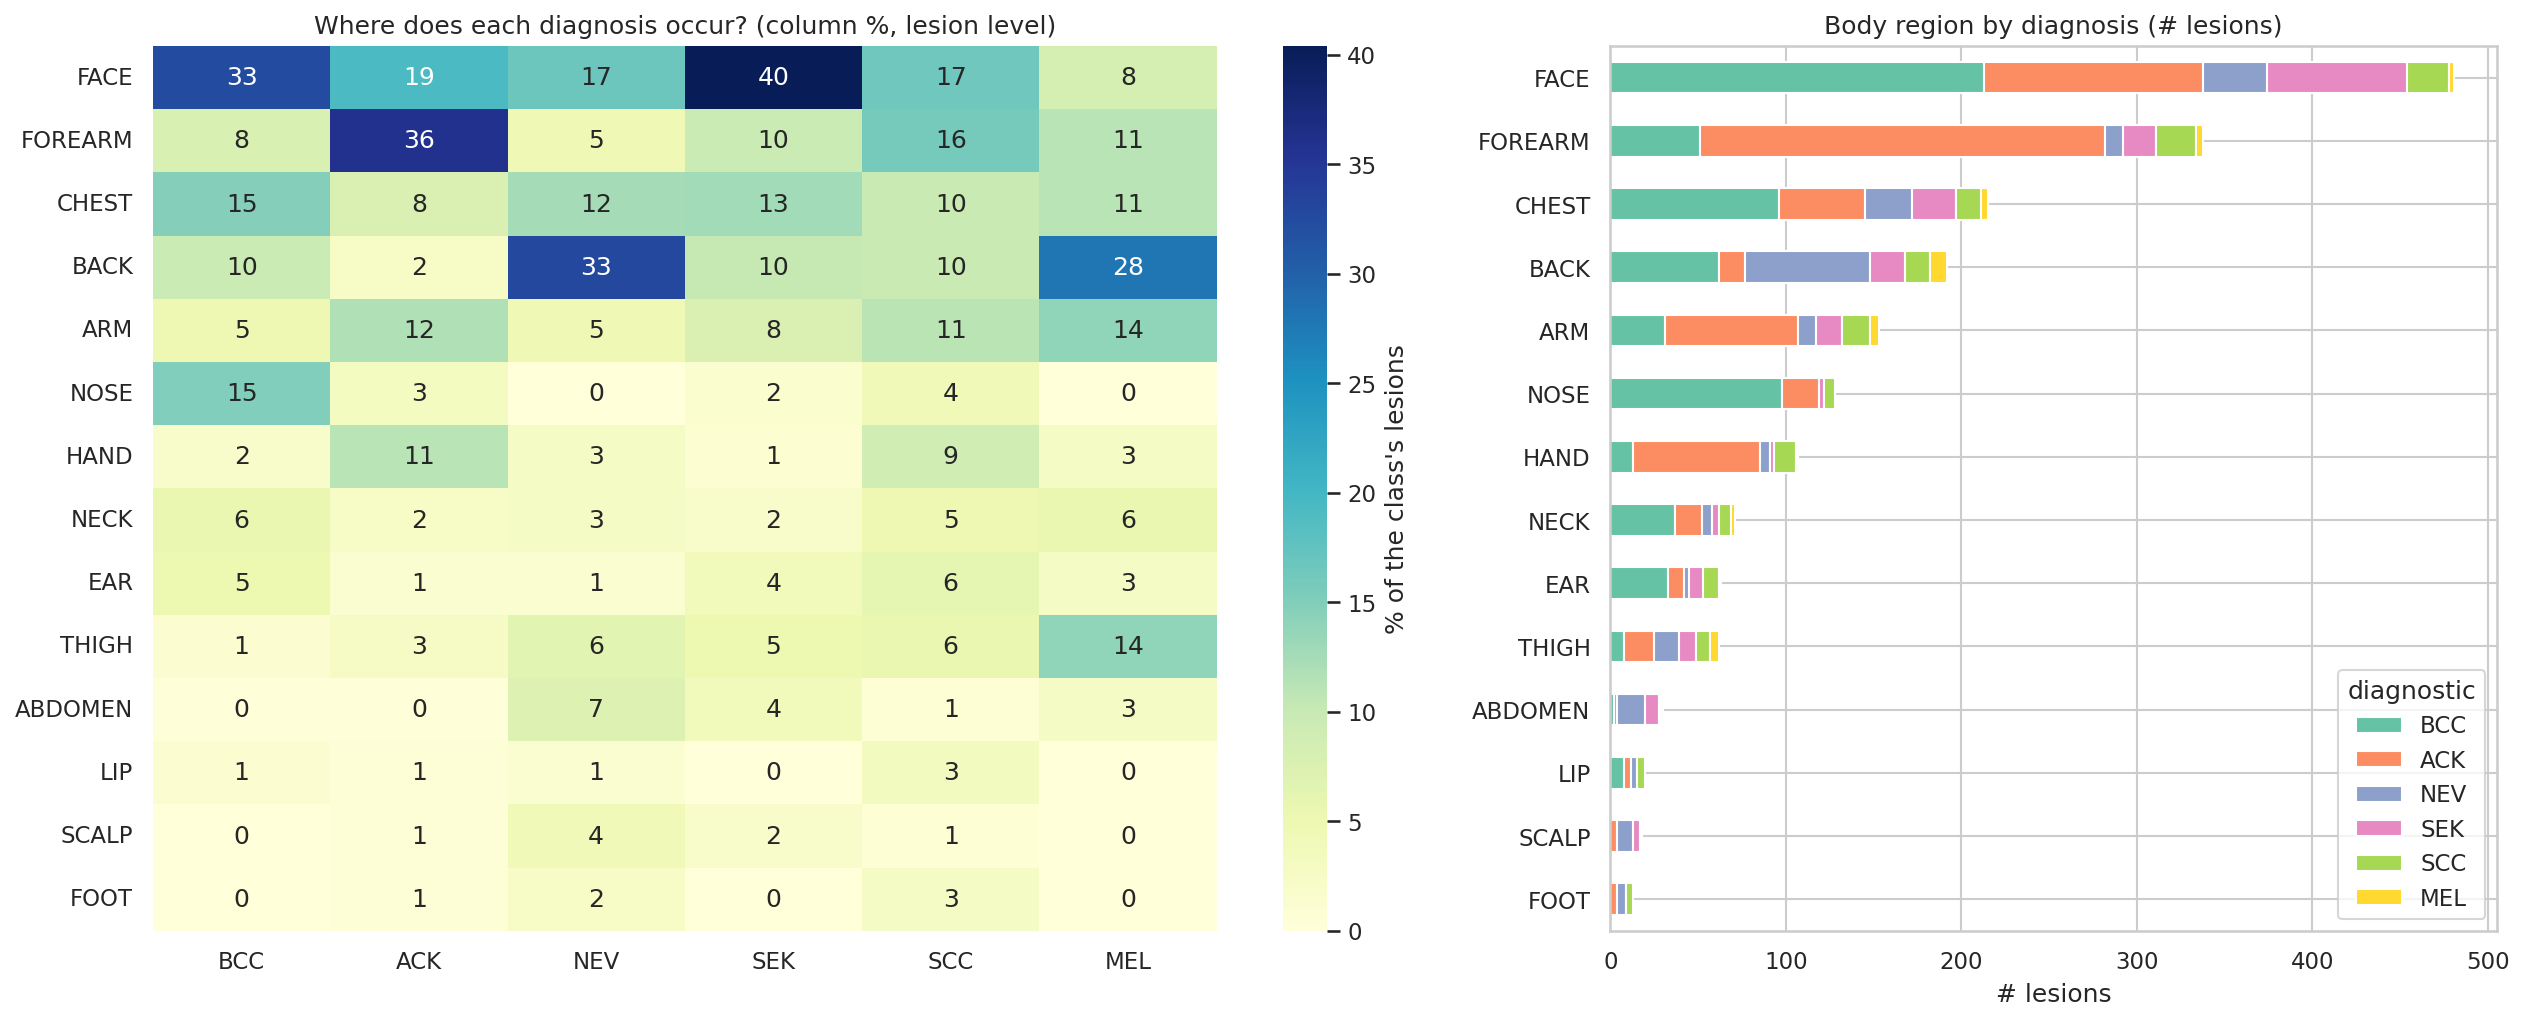 Where does each diagnosis occur? (column %, lesion level)
FACE 33 19 17 40 17 8
FOREARM 8 36 5 10 16 11
CHEST 15 8 12 13 10 11
BACK 10 2 33 10 10 28
ARM 5 12 5 8 11 14
NOSE 15 3 0 2 4 0
HAND 2 11 3 1 9 3
NECK 6 2 3 2 5 6
EAR 5 1 1 4 6 3
THIGH 1 3 6 5 6 14
ABDOMEN 0 0 7 4 1 3
LIP 1 1 1 0 3 0
SCALP 0 1 4 2 1 0
FOOT 0 1 2 0 3 0
BCC ACK NEV SEK SCC MEL
40
35
30
25
20
15
10
5
0
% of the class's lesions
Body region by diagnosis (# lesions)
FACE
FOREARM
CHEST
BACK
ARM
NOSE
HAND
NECK
EAR
THIGH
ABDOMEN
LIP
SCALP
FOOT
0 100 200 300 400 500
# lesions
diagnostic
BCC
ACK
NEV
SEK
SCC
MEL